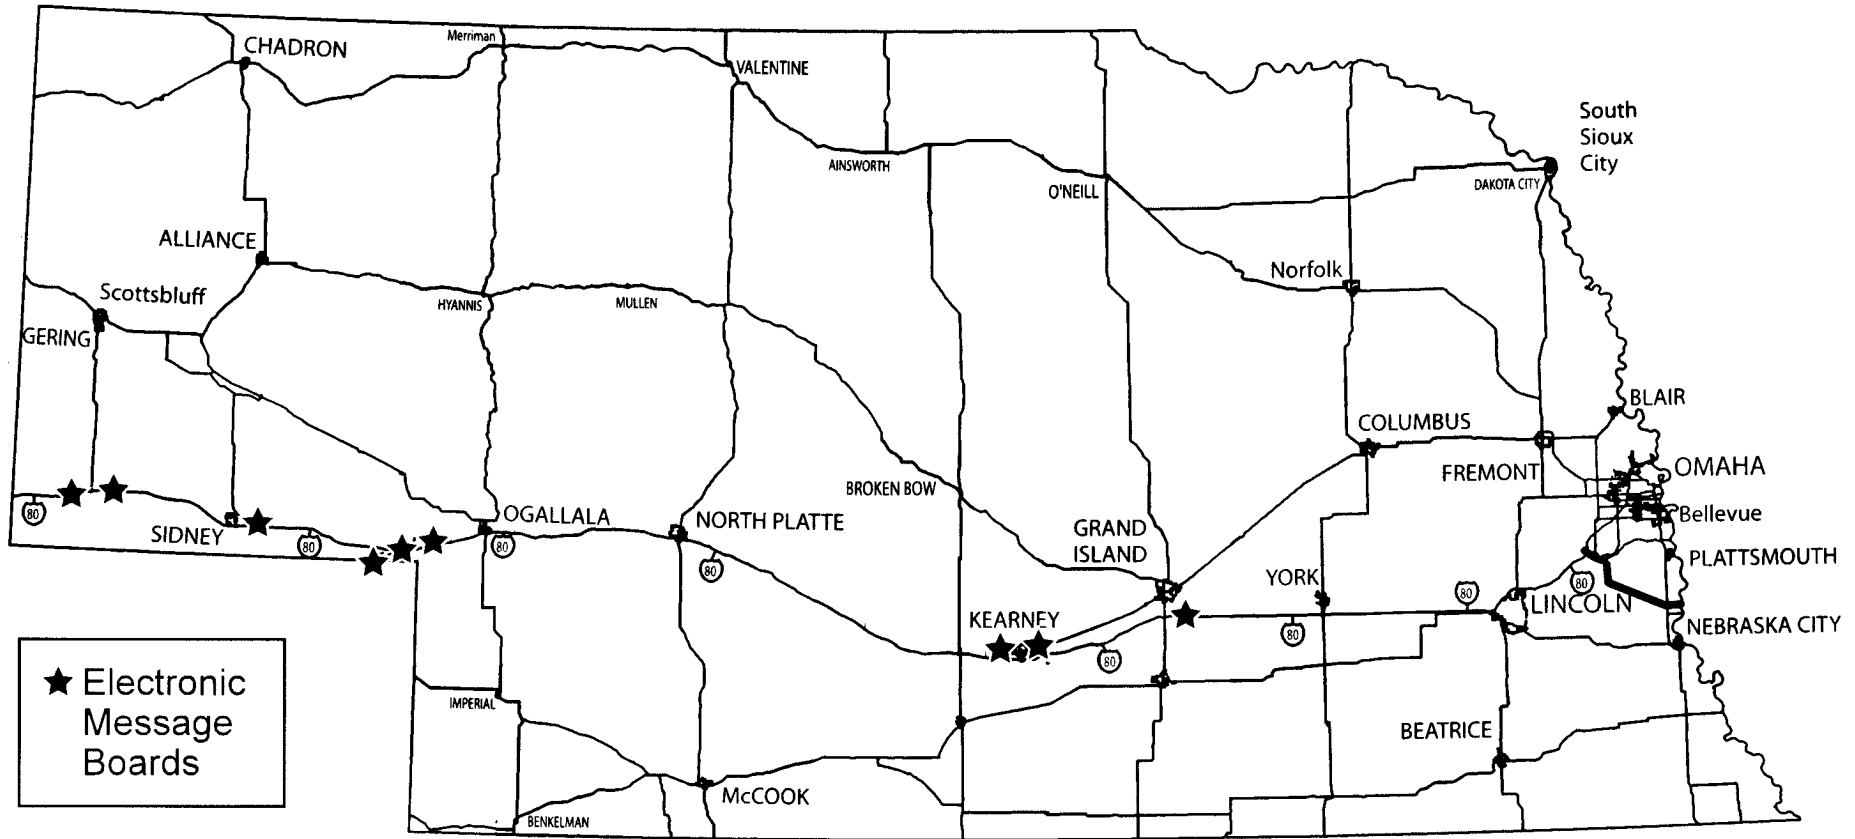 Merriman
CHADRON
VALENTINE
South
Sioux
City
AINSWORTH
O'NEILL
DAKOTA CITY
ALLIANCE
Norfolk
Scottsbluff
HYANNIS
MULLEN
GERING
BLAIR
COLUMBUS
OMAHA
FREMONT
BROKEN BOW
80
SIDNEY
80
OGALLALA
80
NORTH PLATTE
80
GRAND
ISLAND
Bellevue
PLATTSMOUTH
YORK
80
80
LINCOLN
KEARNEY
80
80
NEBRASKA CITY
Electronic
Message
Boards
IMPERIAL
BEATRICE
McCOOK
BENKELMAN